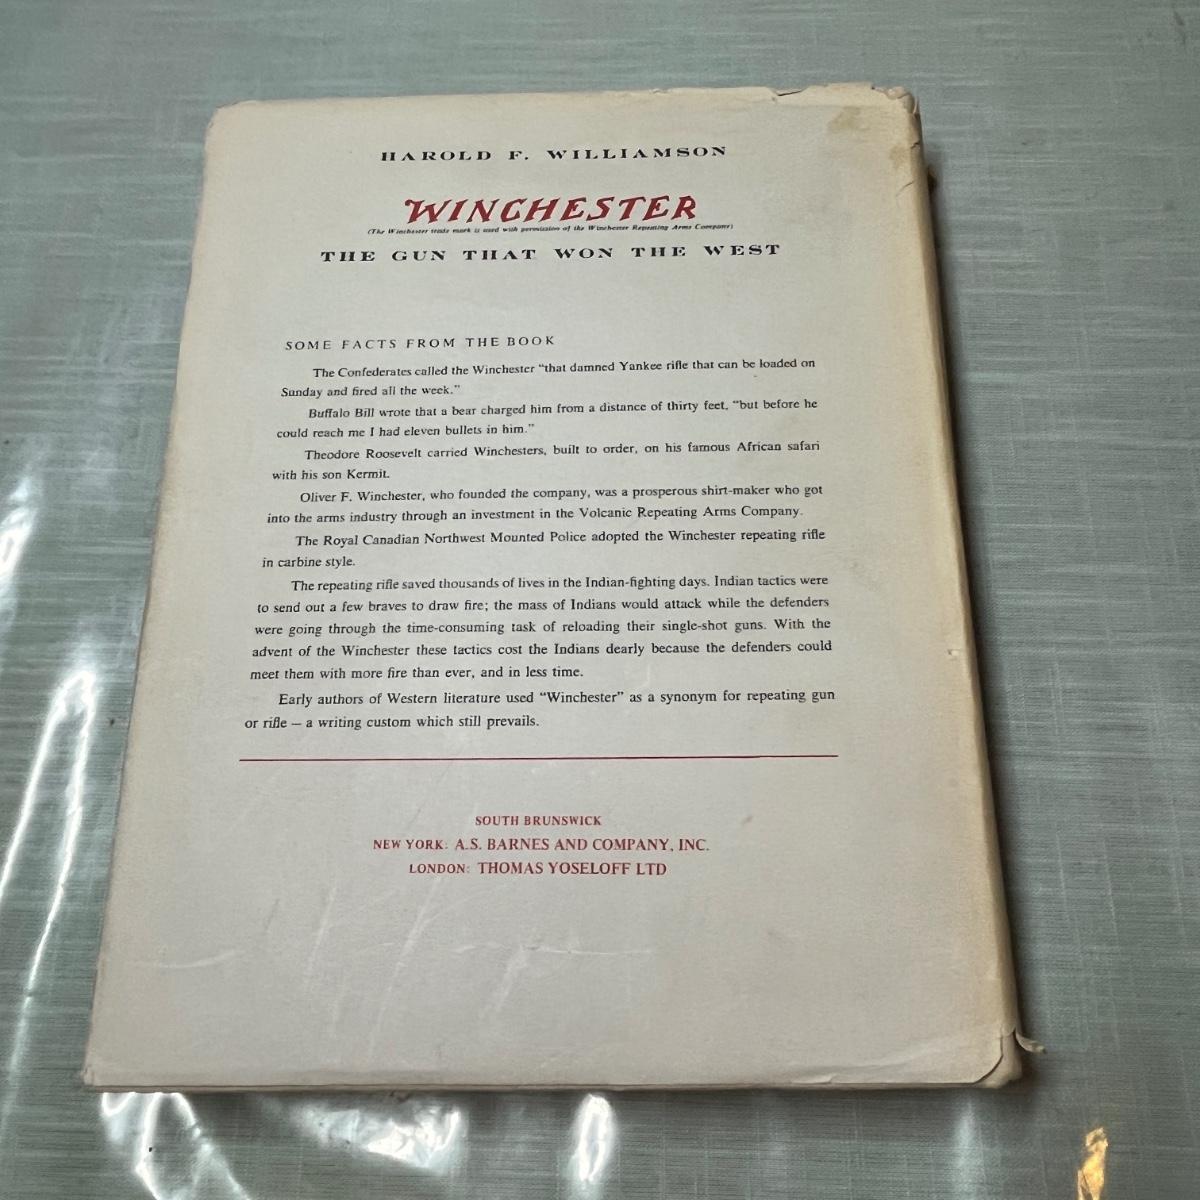 HAROLD F. WILLIAMSON
WINCHESTER
(The Winchester trade mark is used with permission of the Winchester Repeating Arms Company)
THE GUN THAT WON THE WEST
SOME FACTS FROM THE BOOK
The Confederates called the Winchester “that damned Yankee rifle that can be loaded on
Sunday and fired all the week.”
Buffalo Bill wrote that a bear charged him from a distance of thirty feet, “but before he
could reach me I had eleven bullets in him.”
Theodore Roosevelt carried Winchesters, built to order, on his famous African safari
with his son Kermit.
Oliver F. Winchester, who founded the company, was a prosperous shirt-maker who got
into the arms industry through an investment in the Volcanic Repeating Arms Company.
The Royal Canadian Northwest Mounted Police adopted the Winchester repeating rifle
in carbine style.
The repeating rifle saved thousands of lives in the Indian-fighting days. Indian tactics were
to send out a few braves to draw fire; the mass of Indians would attack while the defenders
were going through the time-consuming task of reloading their single-shot guns. With the
advent of the Winchester these tactics cost the Indians dearly because the defenders could
meet them with more fire than ever, and in less time.
Early authors of Western literature used “Winchester” as a synonym for repeating gun
or rifle — a writing custom which still prevails.
SOUTH BRUNSWICK
NEW YORK: A.S. BARNES AND COMPANY, INC.
LONDON: THOMAS YOSELOFF LTD